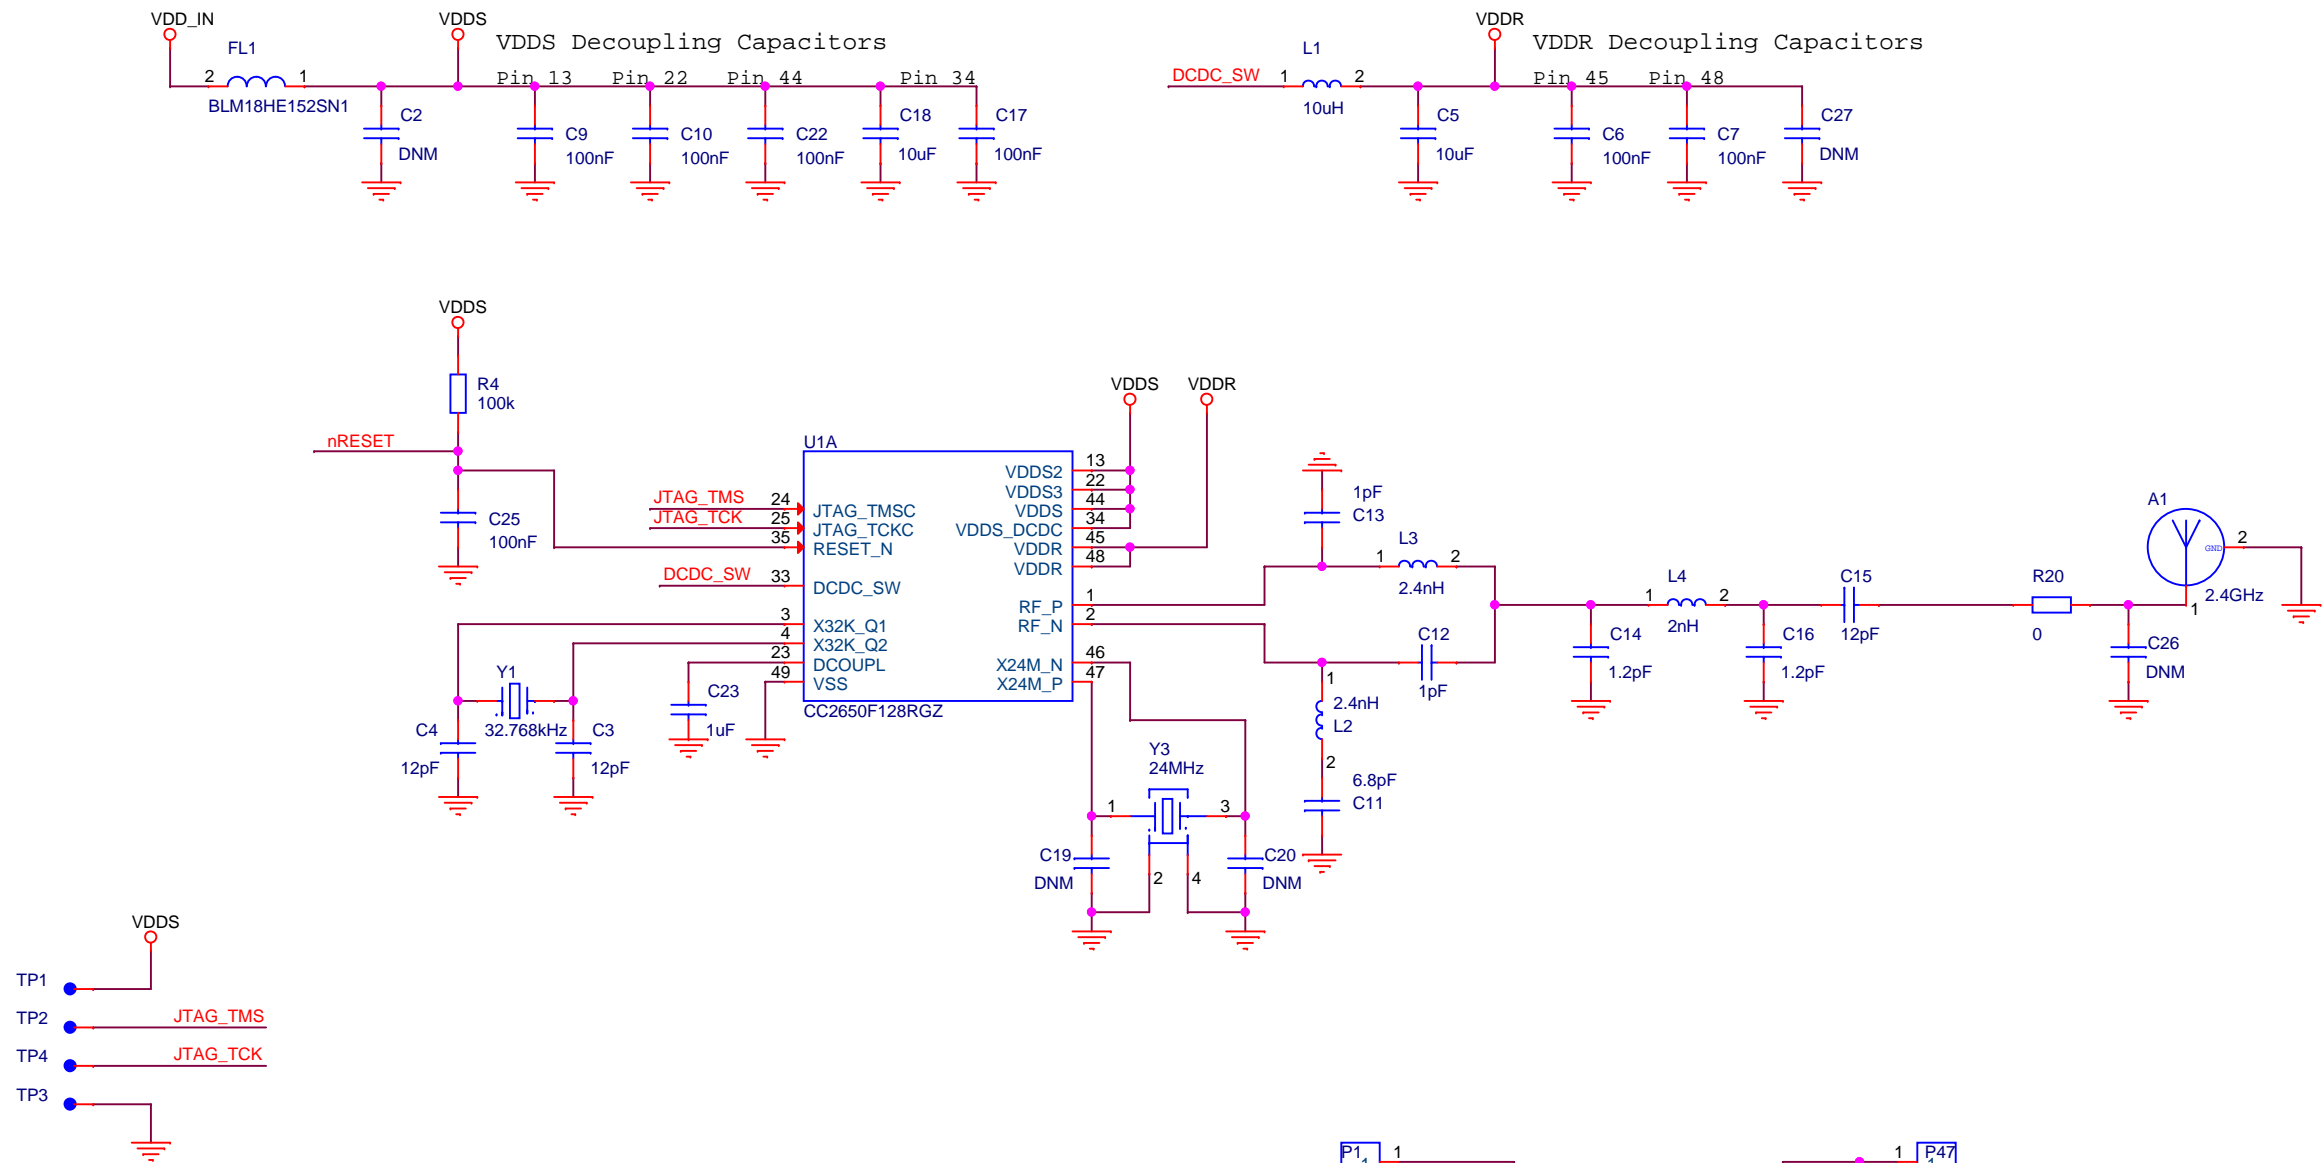 VDD_IN
VDDS
VDDS Decoupling Capacitors
FL1
2
1
BLM18HE152SN1
Pin 13
Pin 22
Pin 44
Pin 34
C2
DNM
C9
100nF
C10
100nF
C22
100nF
C18
10uF
C17
100nF
VDDR
VDDR Decoupling Capacitors
L1
DCDC_SW
1
2
10uH
Pin 45
Pin 48
C5
10uF
C6
100nF
C7
100nF
C27
DNM
VDDS
R4
100k
nRESET
C25
100nF
VDDS
VDDR
U1A
JTAG_TMS
24
JTAG_TMSC
JTAG_TCK
25
JTAG_TCKC
35
RESET_N
DCDC_SW
33
DCDC_SW
3
X32K_Q1
4
X32K_Q2
23
DCOUPL
49
VSS
VDDS2
13
VDDS3
22
VDDS
44
VDDS_DCDC
34
VDDR
45
VDDR
48
RF_P
1
RF_N
2
X24M_N
46
X24M_P
47
CC2650F128RGZ
Y1
32.768kHz
C4
12pF
C3
12pF
C23
1uF
1pF
C13
L3
1
2
2.4nH
C12
1pF
1
2.4nH
L2
2
6.8pF
C11
Y3
24MHz
1
3
2
4
C19
DNM
C20
DNM
C14
1.2pF
L4
1
2
2nH
C16
1.2pF
C15
12pF
R20
0
C26
DNM
A1
GND
2
2.4GHz
1
VDDS
TP1
TP2
JTAG_TMS
TP4
JTAG_TCK
TP3
P1
1
1
1
P47
1